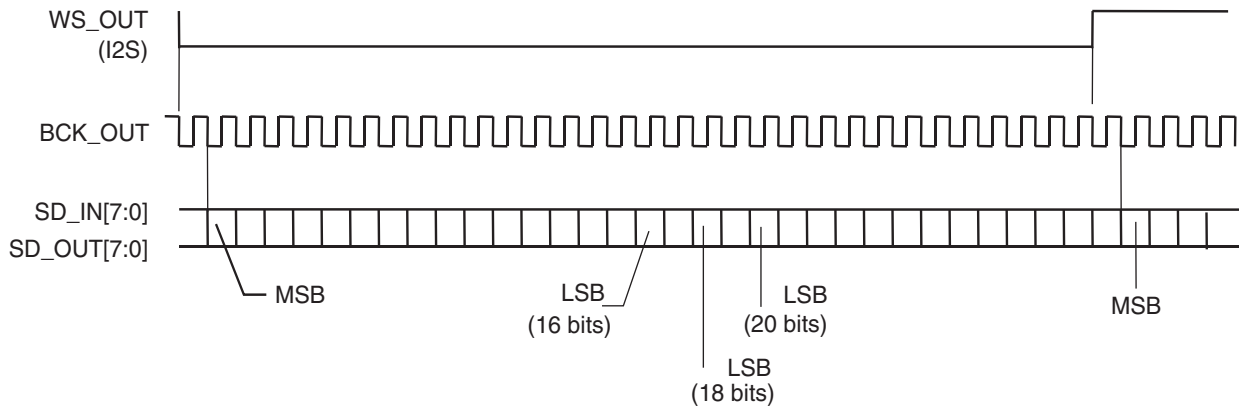 WS_OUT
(I2S)
BCK_OUT
SD_IN[7:0]
SD_OUT[7:0]
MSB
LSB
(16 bits)
LSB
(20 bits)
MSB
LSB
(18 bits)